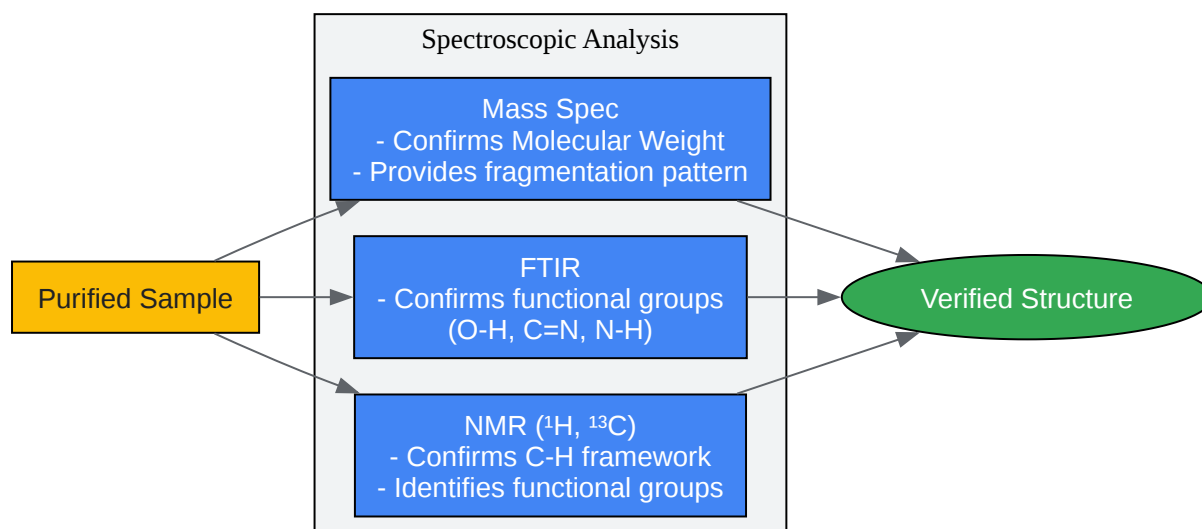 Spectroscopic Analysis
Mass Spec
- Confirms Molecular Weight
- Provides fragmentation pattern
Purified Sample
FTIR
- Confirms functional groups
(O-H, C=N, N-H)
Verified Structure
NMR (¹H, ¹³C)
- Confirms C-H framework
- Identifies functional groups